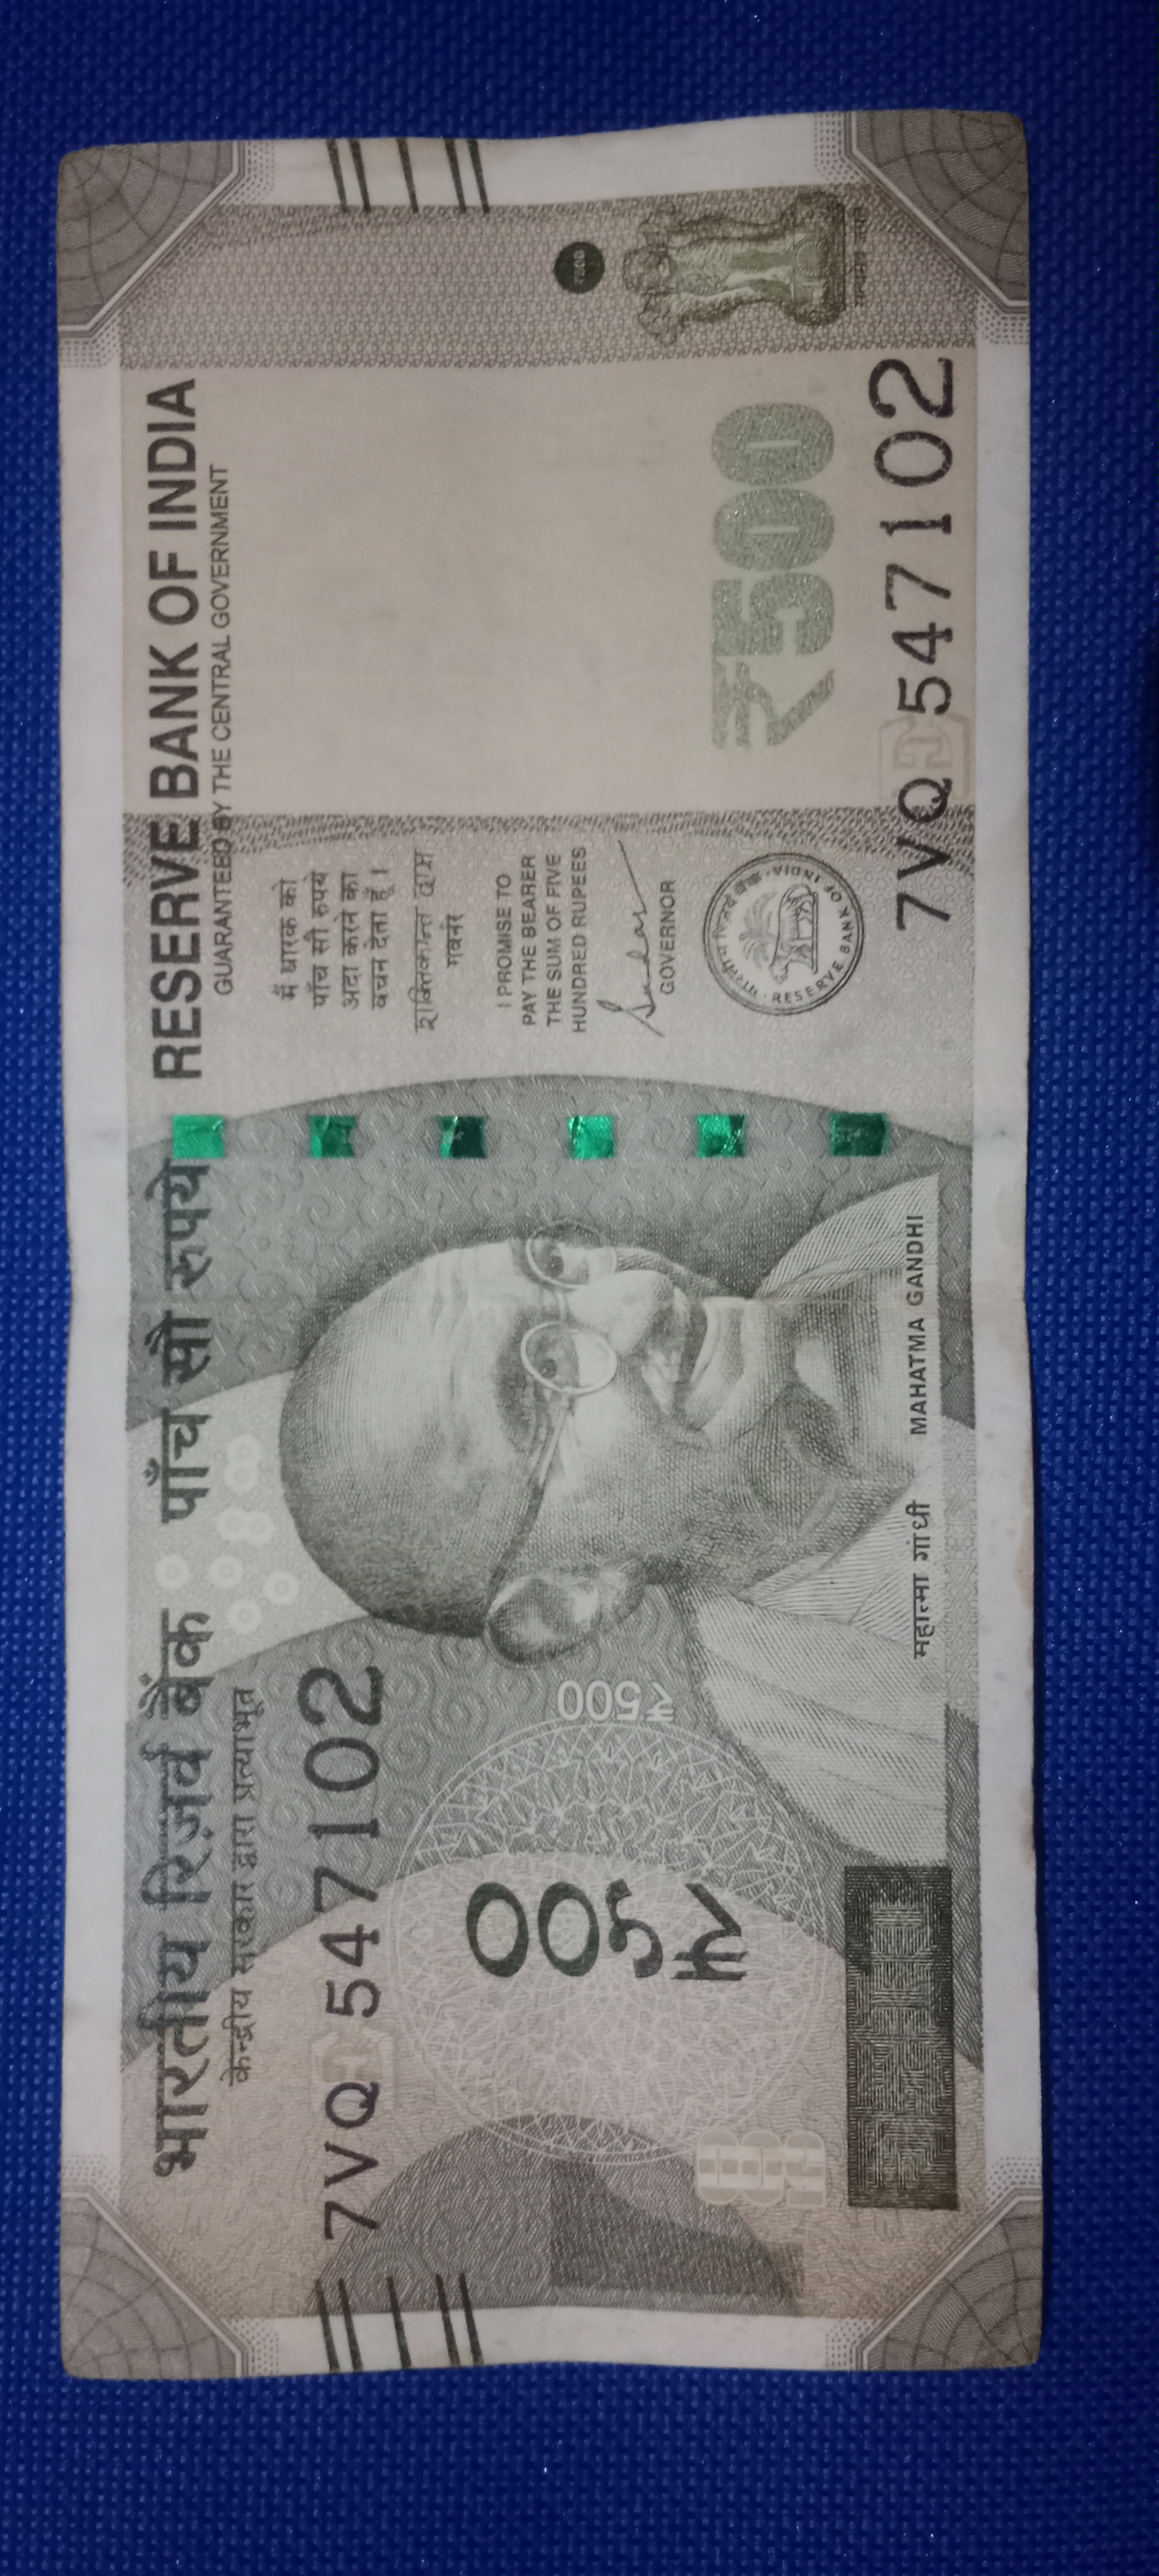 भारतीय रिज़र्व बैंक
केन्द्रीय सरकार द्वारा प्रत्याभूत
7VQ 547102
₹५००
₹500
पाँच सौ रुपये
महात्मा गांधी MAHATMA GANDHI
RESERVE BANK OF INDIA
GUARANTEED BY THE CENTRAL GOVERNMENT
मैं धारक को
पाँच सौ रुपये
अदा करने का
वचन देता हूँ ।
शक्तिकान्त दास
गवर्नर
I PROMISE TO
PAY THE BEARER
THE SUM OF FIVE
HUNDRED RUPEES
GOVERNOR
भारतीय रिज़र्व बैंक
RESERVE BANK OF INDIA
₹500
7VQ 547102
₹500
सत्यमेव जयते